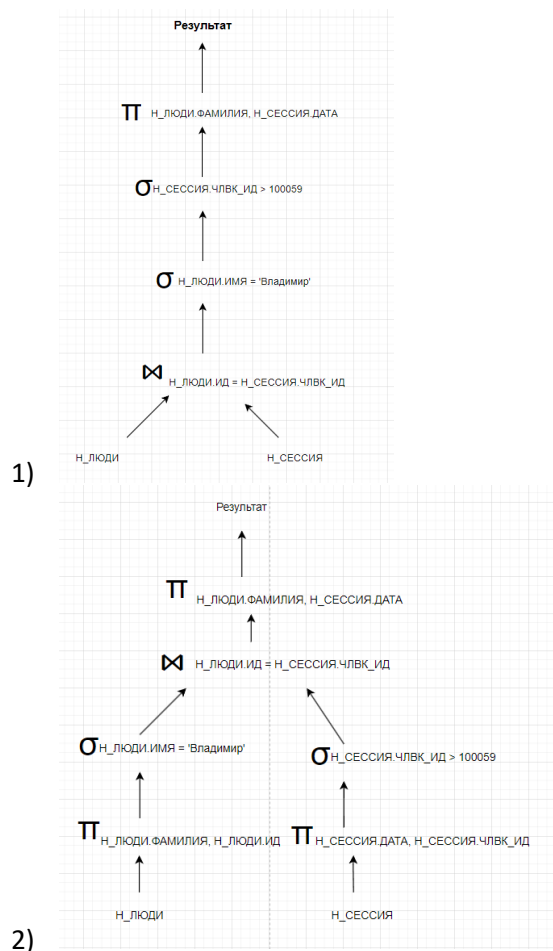 Результат
π Н_ЛЮДИ.ФАМИЛИЯ, Н_СЕССИЯ.ДАТА
σ Н_СЕССИЯ.ЧЛВК_ИД > 100059
σ Н_ЛЮДИ.ИМЯ = 'Владимир'
⋈ Н_ЛЮДИ.ИД = Н_СЕССИЯ.ЧЛВК_ИД
Н_ЛЮДИ Н_СЕССИЯ
1)
Результат
π Н_ЛЮДИ.ФАМИЛИЯ, Н_СЕССИЯ.ДАТА
⋈ Н_ЛЮДИ.ИД = Н_СЕССИЯ.ЧЛВК_ИД
σ Н_ЛЮДИ.ИМЯ = 'Владимир' σ Н_СЕССИЯ.ЧЛВК_ИД > 100059
π Н_ЛЮДИ.ФАМИЛИЯ, Н_ЛЮДИ.ИД π Н_СЕССИЯ.ДАТА, Н_СЕССИЯ.ЧЛВК_ИД
Н_ЛЮДИ Н_СЕССИЯ
2)